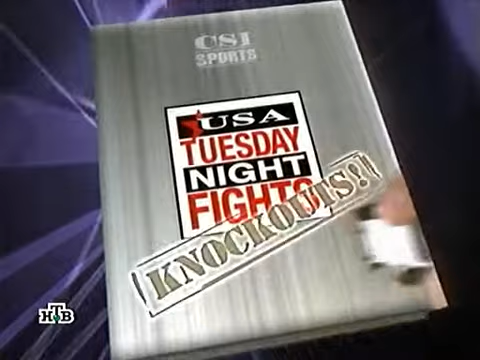 CSI
SPORTS
USA
TUESDAY
NIGHT
FIGHTS
KNOCKOUTS!
НТВ